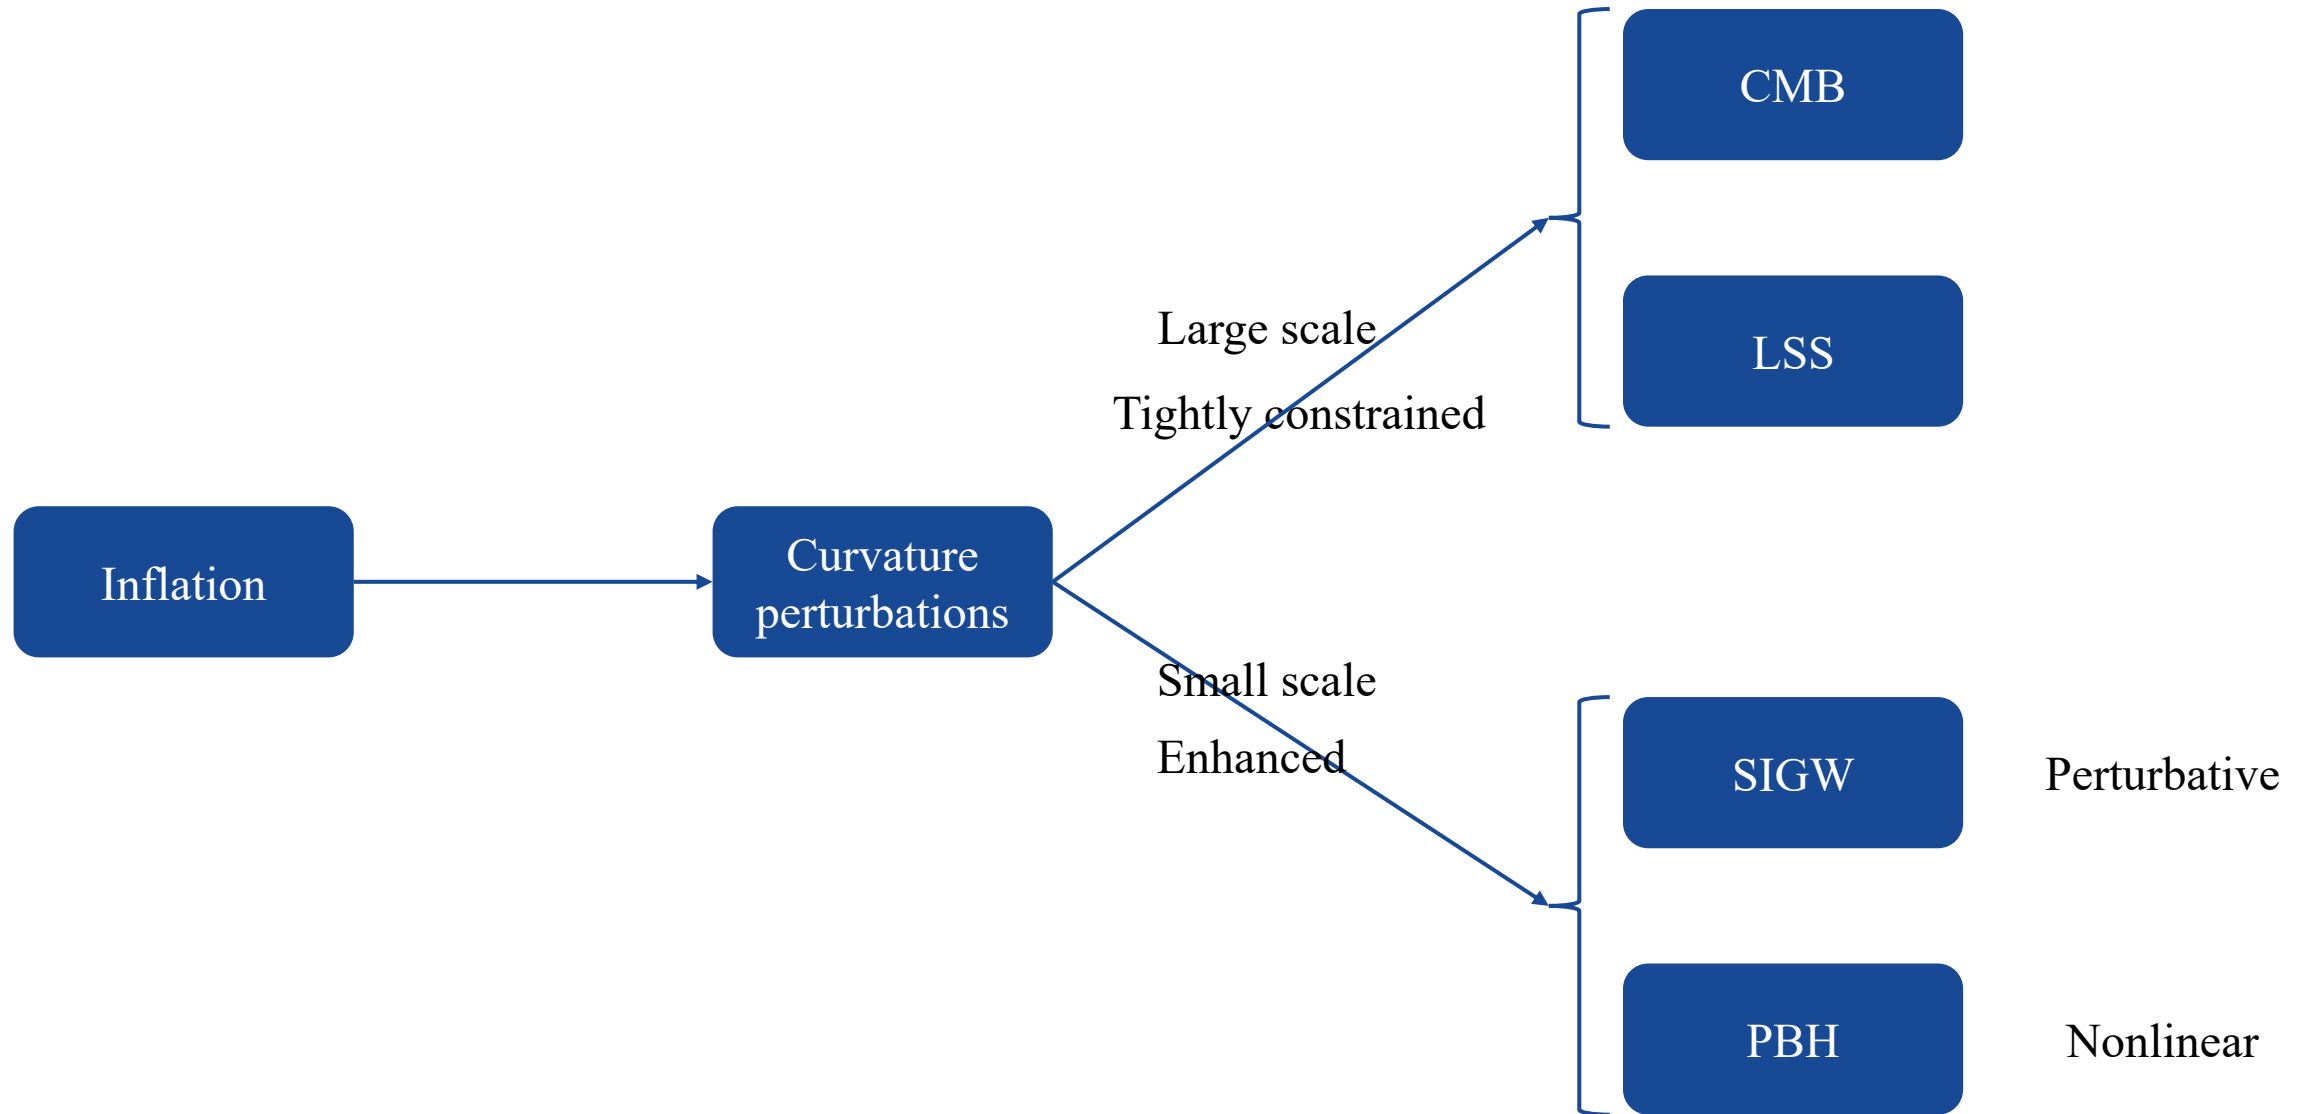 Inflation
Curvature
perturbations
Large scale
Tightly constrained
CMB
LSS
Small scale
Enhanced
SIGW
Perturbative
PBH
Nonlinear